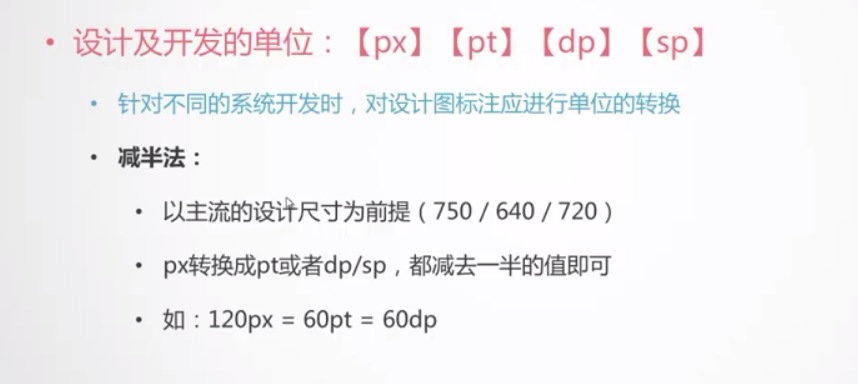 • 设计及开发的单位：【px】【pt】【dp】【sp】
• 针对不同的系统开发时，对设计图标注应进行单位的转换
• 减半法：
• 以主流的设计尺寸为前提（750 / 640 / 720）
• px转换成pt或者dp/sp，都减去一半的值即可
• 如：120px = 60pt = 60dp